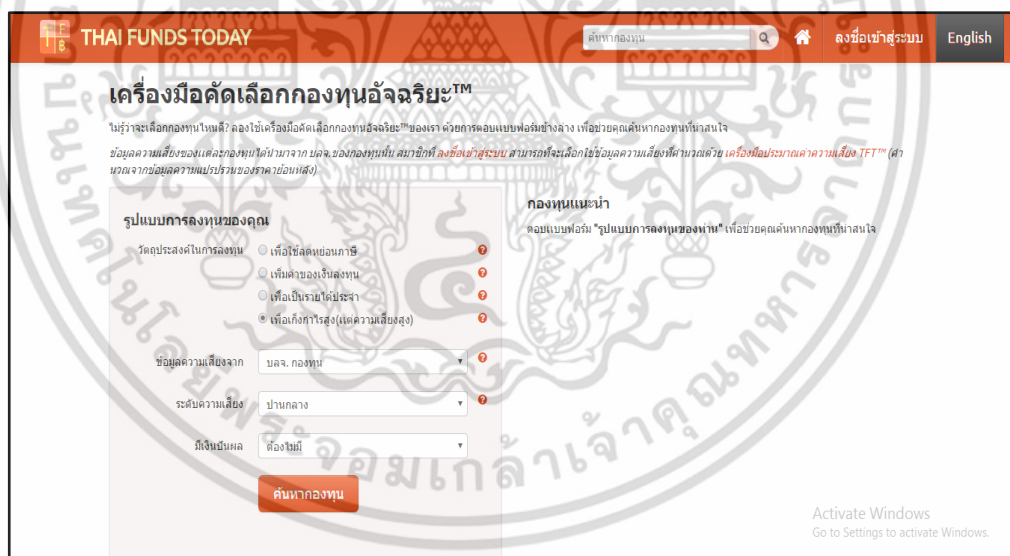 T F B THAI FUNDS TODAY ค้นหากองทุน ลงชื่อเข้าสู่ระบบ English
เครื่องมือคัดเลือกกองทุนอัจฉริยะ™
ไม่รู้ว่าจะเลือกกองทุนไหนดี? ลองใช้เครื่องมือคัดเลือกกองทุนอัจฉริยะ™ของเรา ด้วยการตอบแบบฟอร์มข้างล่าง เพื่อช่วยคุณค้นหากองทุนที่น่าสนใจ
ข้อมูลความเสี่ยงของแต่ละกองทุนได้นำมาจาก บลจ.ของกองทุนนั้น สมาชิกที่ ลงชื่อเข้าสู่ระบบ สามารถที่จะเลือกใช้ข้อมูลความเสี่ยงที่คำนวณด้วย เครื่องมือประมาณค่าความเสี่ยง TFT™ (คำ
นวณจากข้อมูลความแปรปรวนของราคาย้อนหลัง)
รูปแบบการลงทุนของคุณ
วัตถุประสงค์ในการลงทุน เพื่อใช้ลดหย่อนภาษี
เพิ่มค่าของเงินลงทุน
เพื่อเป็นรายได้ประจำ
เพื่อเก็งกำไรสูง(แต่ความเสี่ยงสูง)
ข้อมูลความเสี่ยงจาก บลจ. กองทุน
ระดับความเสี่ยง ปานกลาง
มีเงินปันผล ต้องไม่มี
ค้นหากองทุน
กองทุนแนะนำ
ตอบแบบฟอร์ม "รูปแบบการลงทุนของท่าน" เพื่อช่วยคุณค้นหากองทุนที่น่าสนใจ
Activate Windows
Go to Settings to activate Windows.
พระจอมเกล้าเจ้าคุณทหารลาดกระบัง